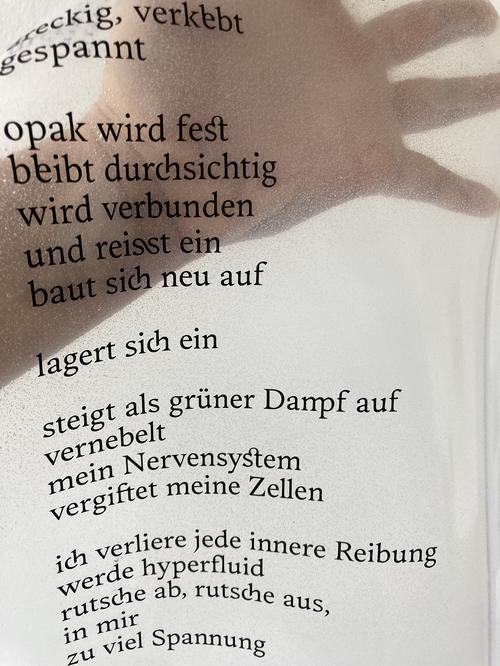 verklebt
gespannt
opak wird fest
bleibt durchsichtig
wird verbunden
und reisst ein
baut sich neu auf
lagert sich ein
steigt als grüner Dampf auf
vernebelt
mein Nervensystem
vergiftet meine Zellen
ich verliere jede innere Reibung
werde hyperfluid
rutsche ab, rutsche aus,
in mir
zu viel Spannung